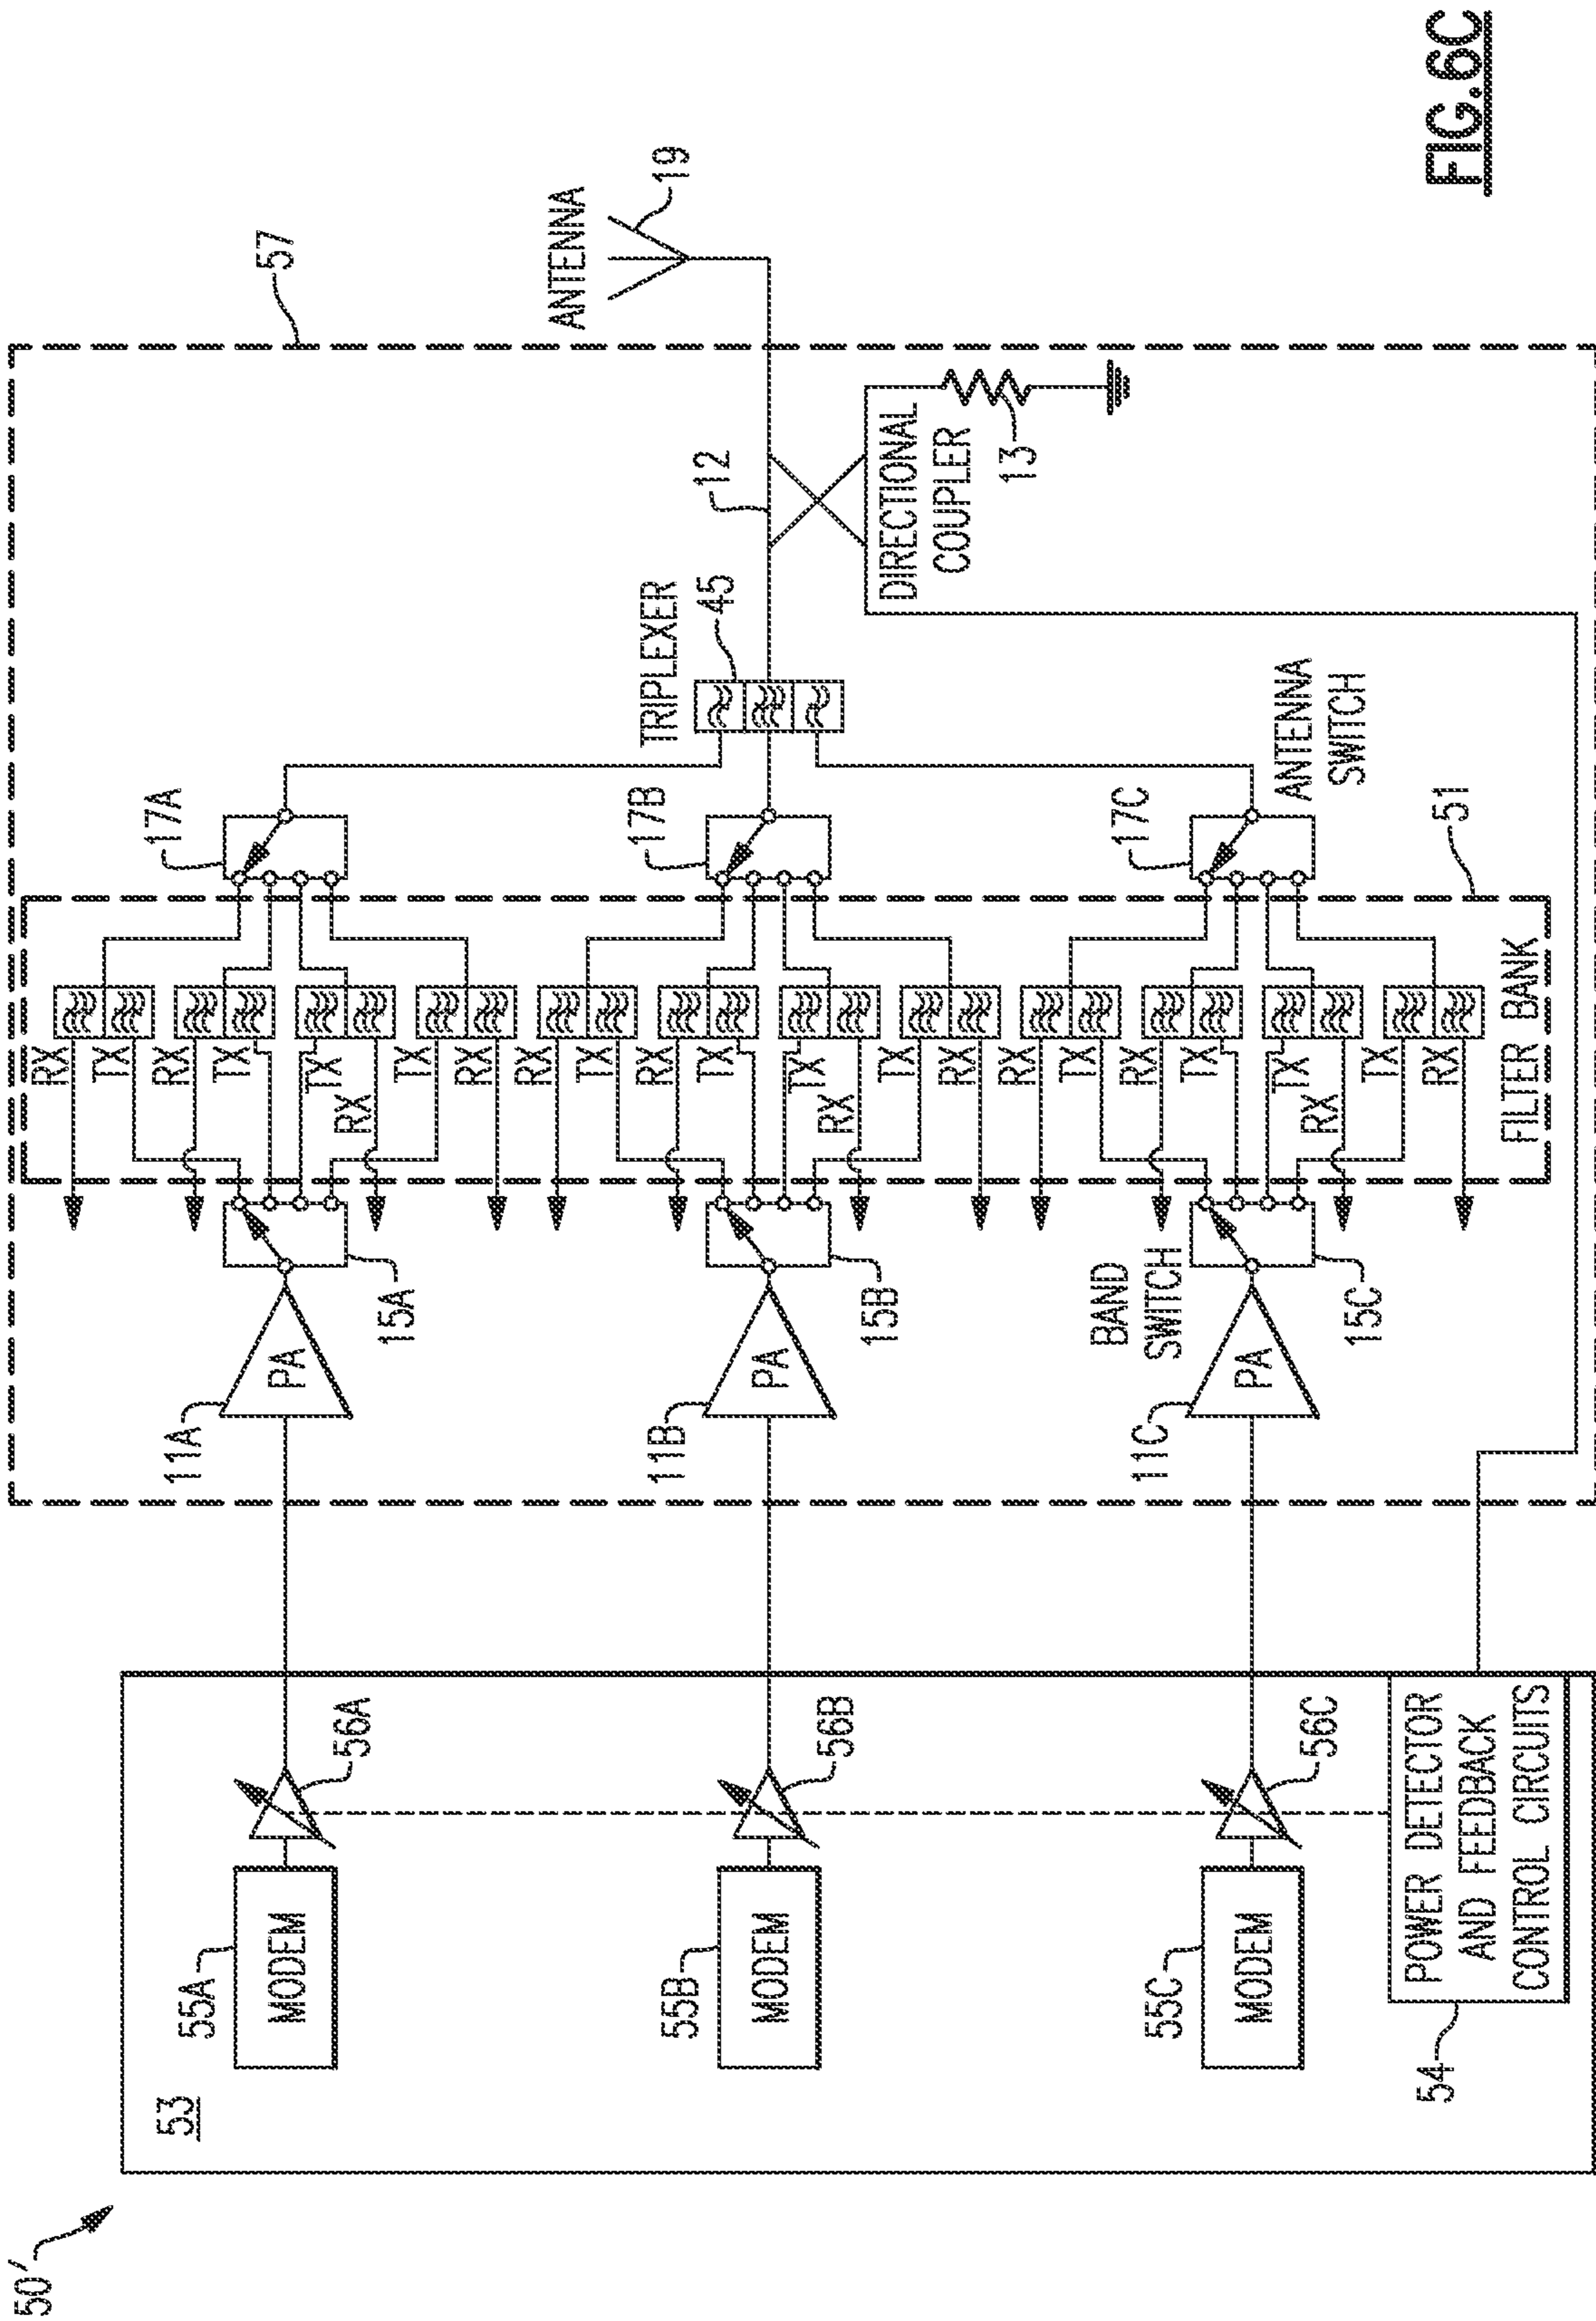 50′
53
55A
MODEM
56A
55B
MODEM
56B
55C
MODEM
56C
54
POWER DETECTOR
AND FEEDBACK
CONTROL CIRCUITS
57
11A
PA
15A
11B
PA
15B
11C
PA
BAND
SWITCH
15C
RX
TX
RX
TX
TX
RX
TX
RX
RX
TX
RX
TX
TX
RX
TX
RX
RX
TX
RX
TX
TX
RX
TX
RX
FILTER BANK
51
17A
17B
17C
ANTENNA
SWITCH
TRIPLEXER
45
12
DIRECTIONAL
COUPLER
13
ANTENNA
19
FIG.6C